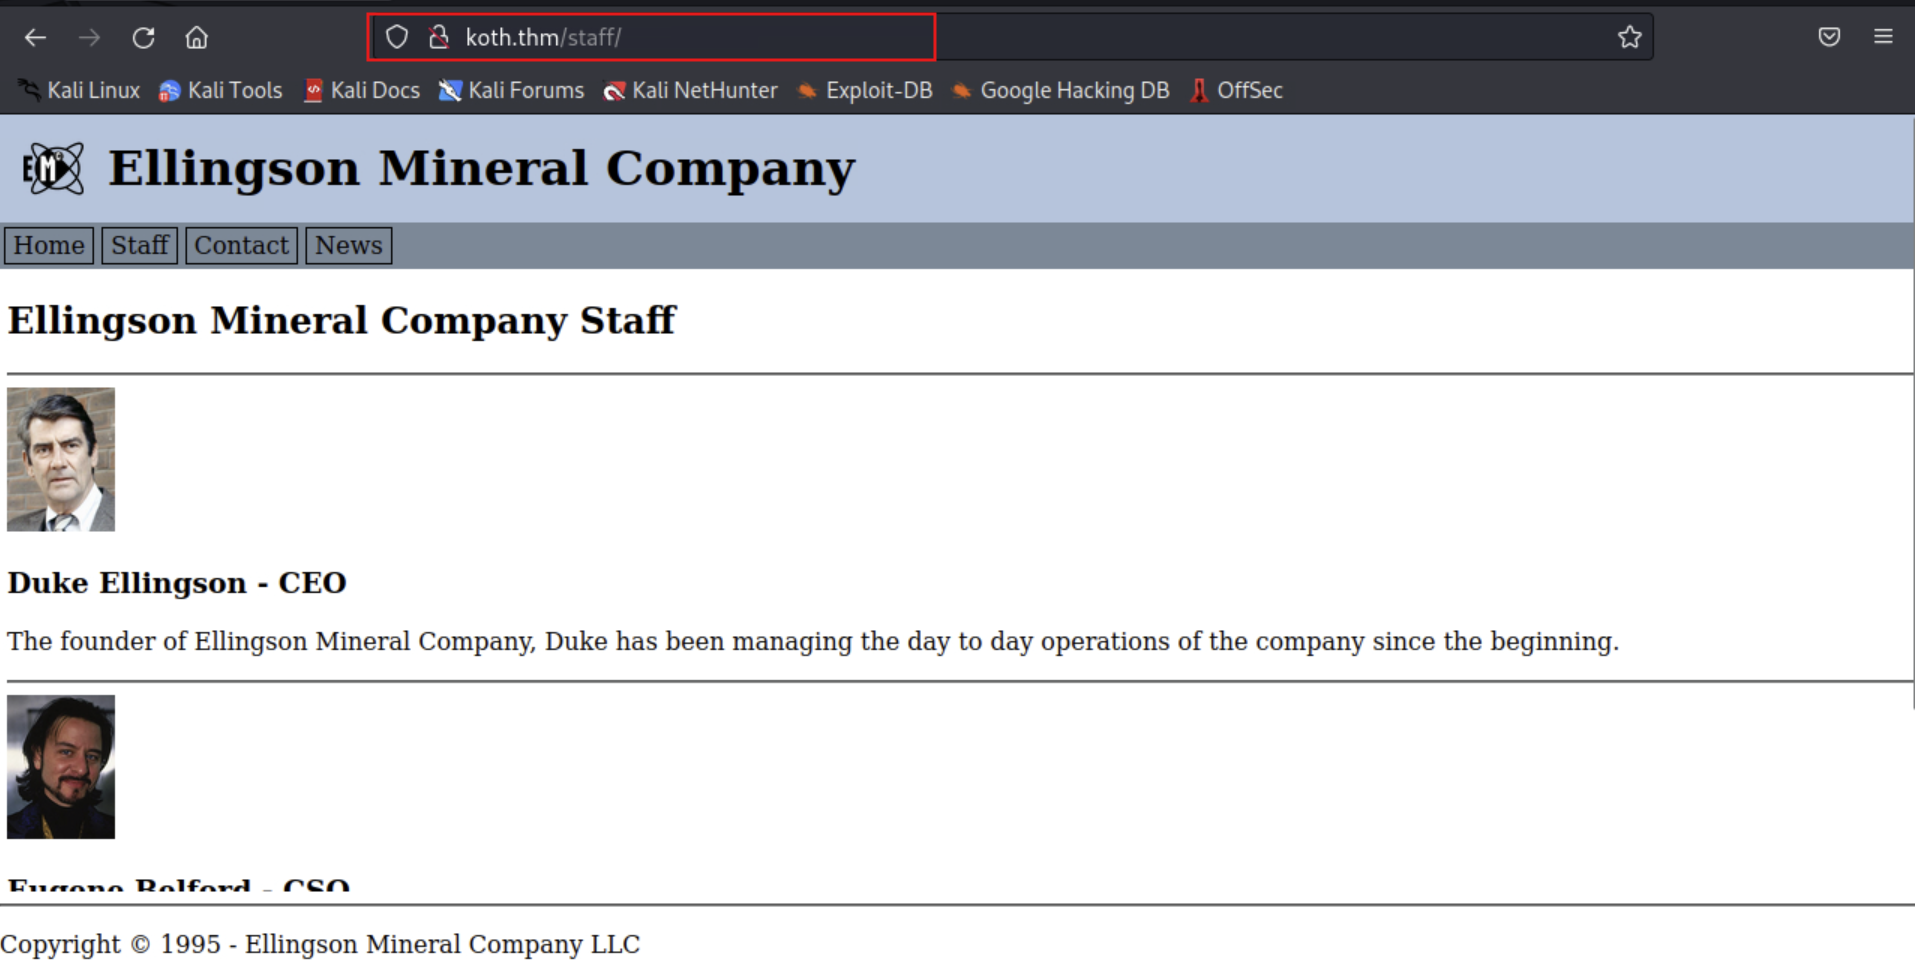 koth.thm/staff/
Kali Linux Kali Tools Kali Docs Kali Forums Kali NetHunter Exploit-DB Google Hacking DB OffSec
EM
Ellingson Mineral Company
Home Staff Contact News
Ellingson Mineral Company Staff
Duke Ellingson - CEO
The founder of Ellingson Mineral Company, Duke has been managing the day to day operations of the company since the beginning.
Eugene Belford - CSO
Copyright © 1995 - Ellingson Mineral Company LLC